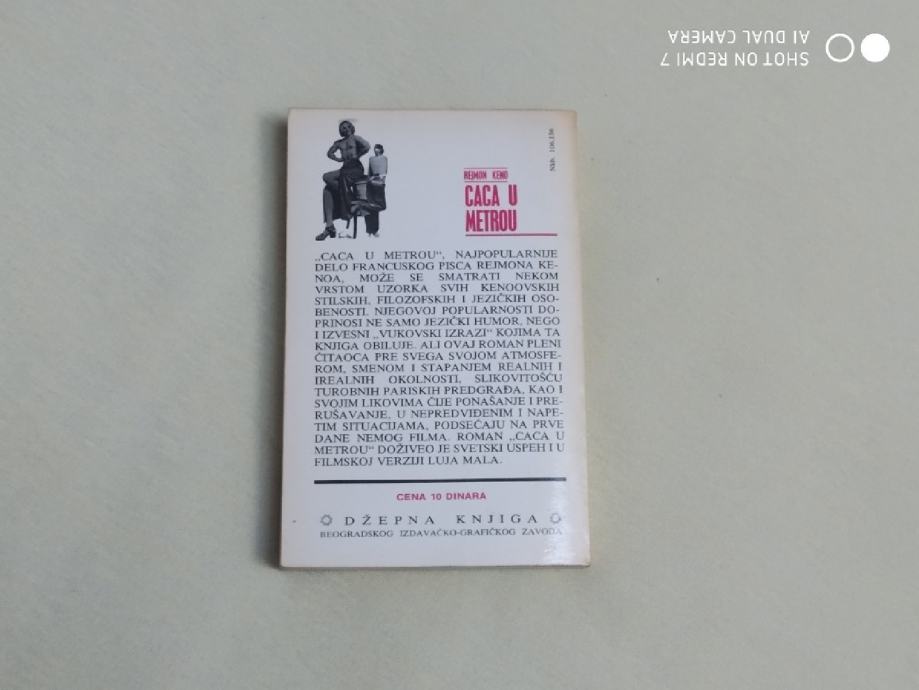 SHOT ON REDMI 7
AI DUAL CAMERA
REJMON KENO
CACA U
METROU
„CACA U METROU“, NAJPOPULARNIJE
DELO FRANCUSKOG PISCA REJMONA KE-
NOA, MOŽE SE SMATRATI NEKOM
VRSTOM UZORKA SVIH KENOOVSKIH
STILSKIH, FILOZOFSKIH I JEZIČKIH OSO-
BENOSTI. NJEGOVOJ POPULARNOSTI DO-
PRINOSI NE SAMO JEZIČKI HUMOR, NEGO
I IZVESNI „VUKOVSKI IZRAZI“ KOJIMA TA
KNJIGA OBILUJE. ALI OVAJ ROMAN PLENI
ČITAOCA PRE SVEGA SVOJOM ATMOSFE-
ROM, SMENOM I STAPANJEM REALNIH I
IREALNIH OKOLNOSTI, SLIKOVITOŠĆU
TUROBNIH PARISKIH PREDGRAĐA, KAO I
SVOJIM LIKOVIMA ČIJE PONAŠANJE I PRE-
RUŠAVANJE, U NEPREDVIĐENIM I NAPE-
TIM SITUACIJAMA, PODSEĆAJU NA PRVE
DANE NEMOG FILMA. ROMAN „CACA U
METROU“ DOŽIVEO JE SVETSKI USPEH I U
FILMSKOJ VERZIJI LUJA MALA.
CENA 10 DINARA
DŽEPNA KNJIGA
BEOGRADSKOG IZDAVAČKO-GRAFIČKOG ZAVODA